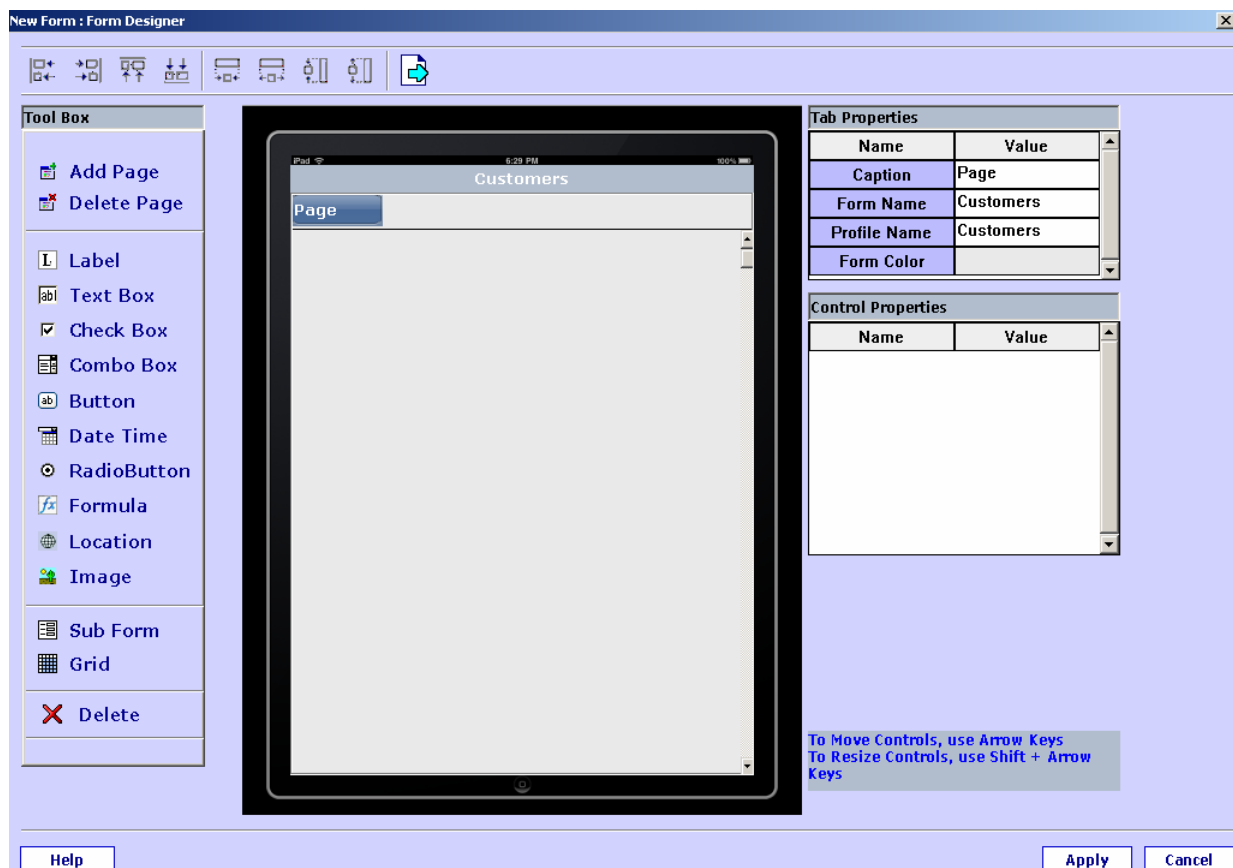 New Form : Form Designer
Tool Box
Add Page
Delete Page
L Label
abl Text Box
Check Box
Combo Box
ab Button
Date Time
RadioButton
fx Formula
Location
Image
Sub Form
Grid
Delete
iPad 6:29 PM 100%
Customers
Page
Tab Properties
Name Value
Caption Page
Form Name Customers
Profile Name Customers
Form Color
Control Properties
Name Value
To Move Controls, use Arrow Keys
To Resize Controls, use Shift + Arrow
Keys
Help Apply Cancel